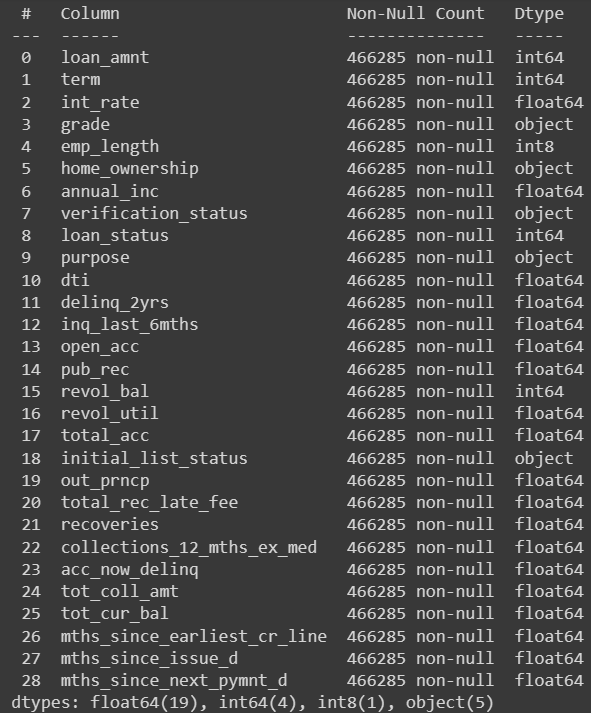 # Column Non-Null Count Dtype
--- ------ -------------- -----
0 loan_amnt 466285 non-null int64
1 term 466285 non-null int64
2 int_rate 466285 non-null float64
3 grade 466285 non-null object
4 emp_length 466285 non-null int8
5 home_ownership 466285 non-null object
6 annual_inc 466285 non-null float64
7 verification_status 466285 non-null object
8 loan_status 466285 non-null int64
9 purpose 466285 non-null object
10 dti 466285 non-null float64
11 delinq_2yrs 466285 non-null float64
12 inq_last_6mths 466285 non-null float64
13 open_acc 466285 non-null float64
14 pub_rec 466285 non-null float64
15 revol_bal 466285 non-null int64
16 revol_util 466285 non-null float64
17 total_acc 466285 non-null float64
18 initial_list_status 466285 non-null object
19 out_prncp 466285 non-null float64
20 total_rec_late_fee 466285 non-null float64
21 recoveries 466285 non-null float64
22 collections_12_mths_ex_med 466285 non-null float64
23 acc_now_delinq 466285 non-null float64
24 tot_coll_amt 466285 non-null float64
25 tot_cur_bal 466285 non-null float64
26 mths_since_earliest_cr_line 466285 non-null float64
27 mths_since_issue_d 466285 non-null float64
28 mths_since_next_pymnt_d 466285 non-null float64
dtypes: float64(19), int64(4), int8(1), object(5)